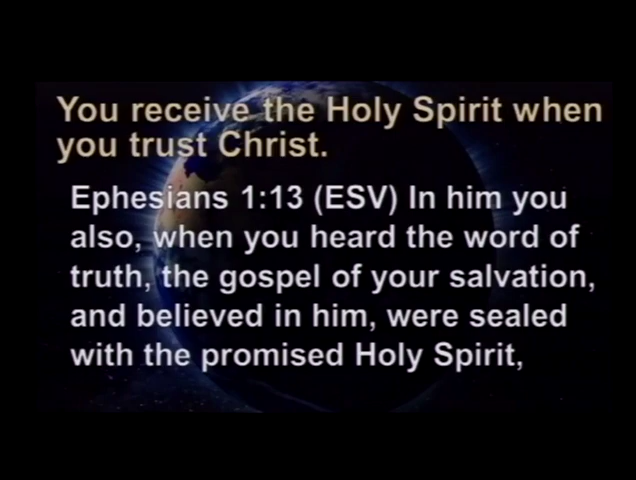 You receive the Holy Spirit when
you trust Christ.
Ephesians 1:13 (ESV) In him you
also, when you heard the word of
truth, the gospel of your salvation,
and believed in him, were sealed
with the promised Holy Spirit,